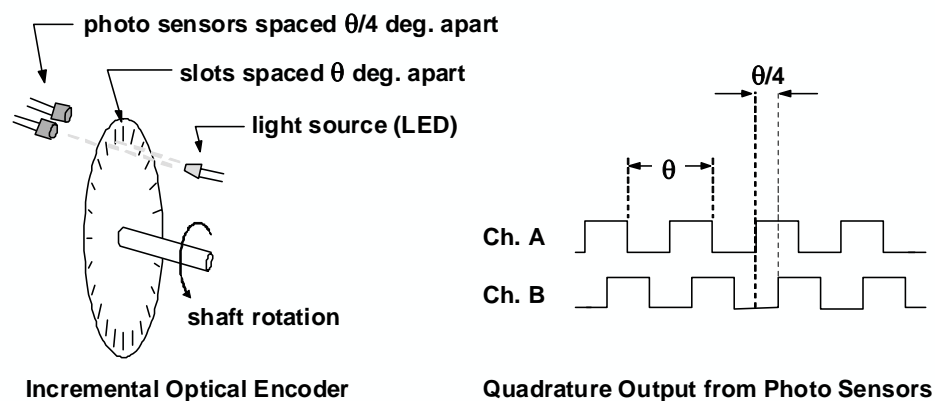 photo sensors spaced θ/4 deg. apart
slots spaced θ deg. apart
light source (LED)
shaft rotation
Incremental Optical Encoder
θ/4
θ
Ch. A
Ch. B
Quadrature Output from Photo Sensors